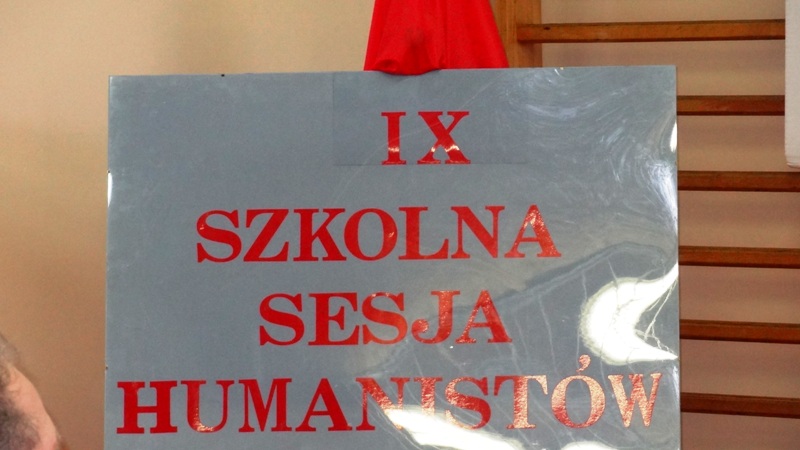 IX
SZKOLNA
SESJA
HUMANISTÓW